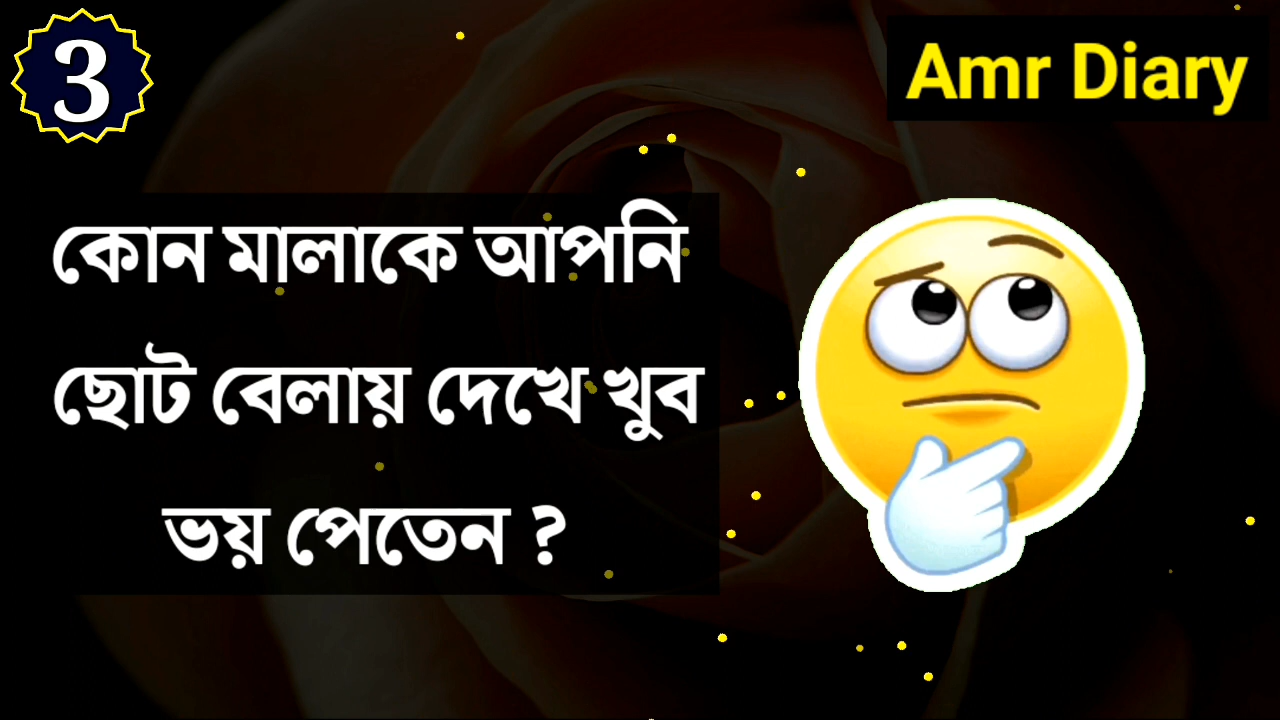 3
Amr Diary
কোন মালাকে আপনি
ছোট বেলায় দেখে খুব
ভয় পেতেন ?